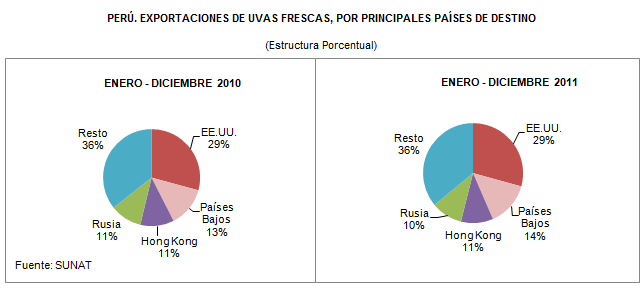 PERÚ. EXPORTACIONES DE UVAS FRESCAS, POR PRINCIPALES PAÍSES DE DESTINO
(Estructura Porcentual)
ENERO - DICIEMBRE 2010
EE.UU.
29%
Países
Bajos
13%
Hong Kong
11%
Rusia
11%
Resto
36%
Fuente: SUNAT
ENERO - DICIEMBRE 2011
EE.UU.
29%
Países
Bajos
14%
Hong Kong
11%
Rusia
10%
Resto
36%